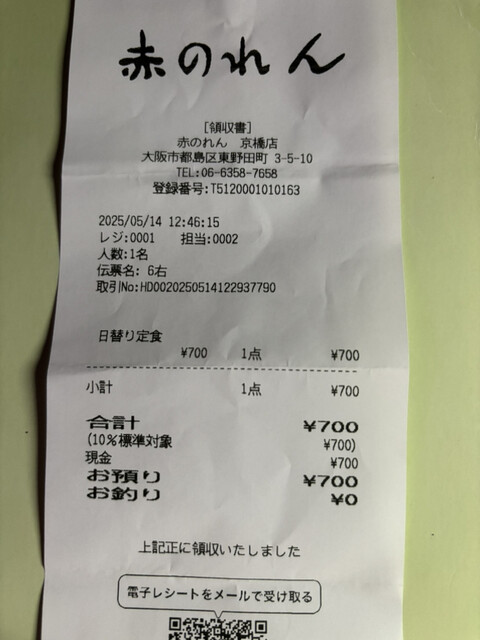 赤のれん
[領収書]
赤のれん 京橋店
大阪市都島区東野田町 3-5-10
TEL:06-6358-7658
登録番号:T5120001010163
2025/05/14 12:46:15
レジ:0001 担当:0002
人数:1名
伝票名: 6右
取引No:HD0020250514122937790
日替り定食
¥700 1点 ¥700
小計 1点 ¥700
合計 ¥700
(10%標準対象 ¥700)
現金 ¥700
お預り ¥700
お釣り ¥0
上記正に領収いたしました
電子レシートをメールで受け取る